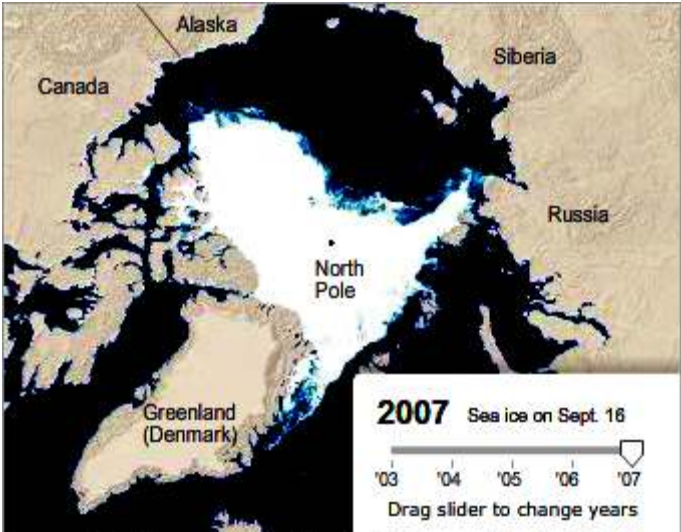 Alaska
Canada
Siberia
Russia
North
Pole
Greenland
(Denmark)
2007 Sea ice on Sept. 16
'03 '04 '05 '06 '07
Drag slider to change years